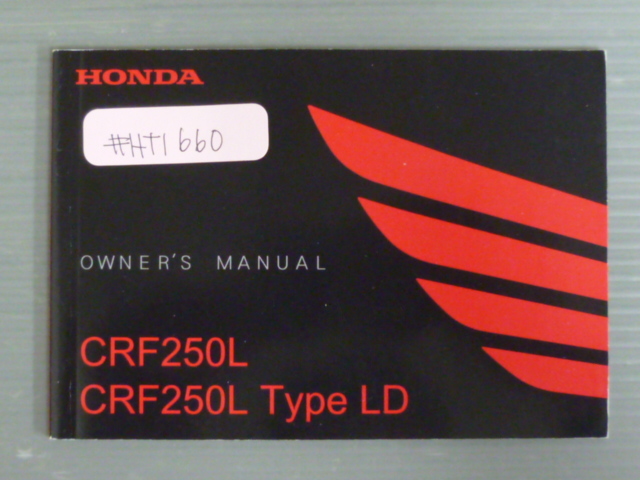 HONDA
#HT1660
OWNER'S MANUAL
CRF250L
CRF250L Type LD